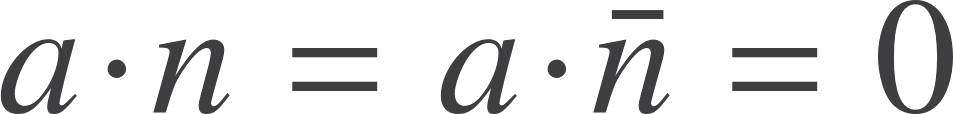 a · n = a · n̄ = 0